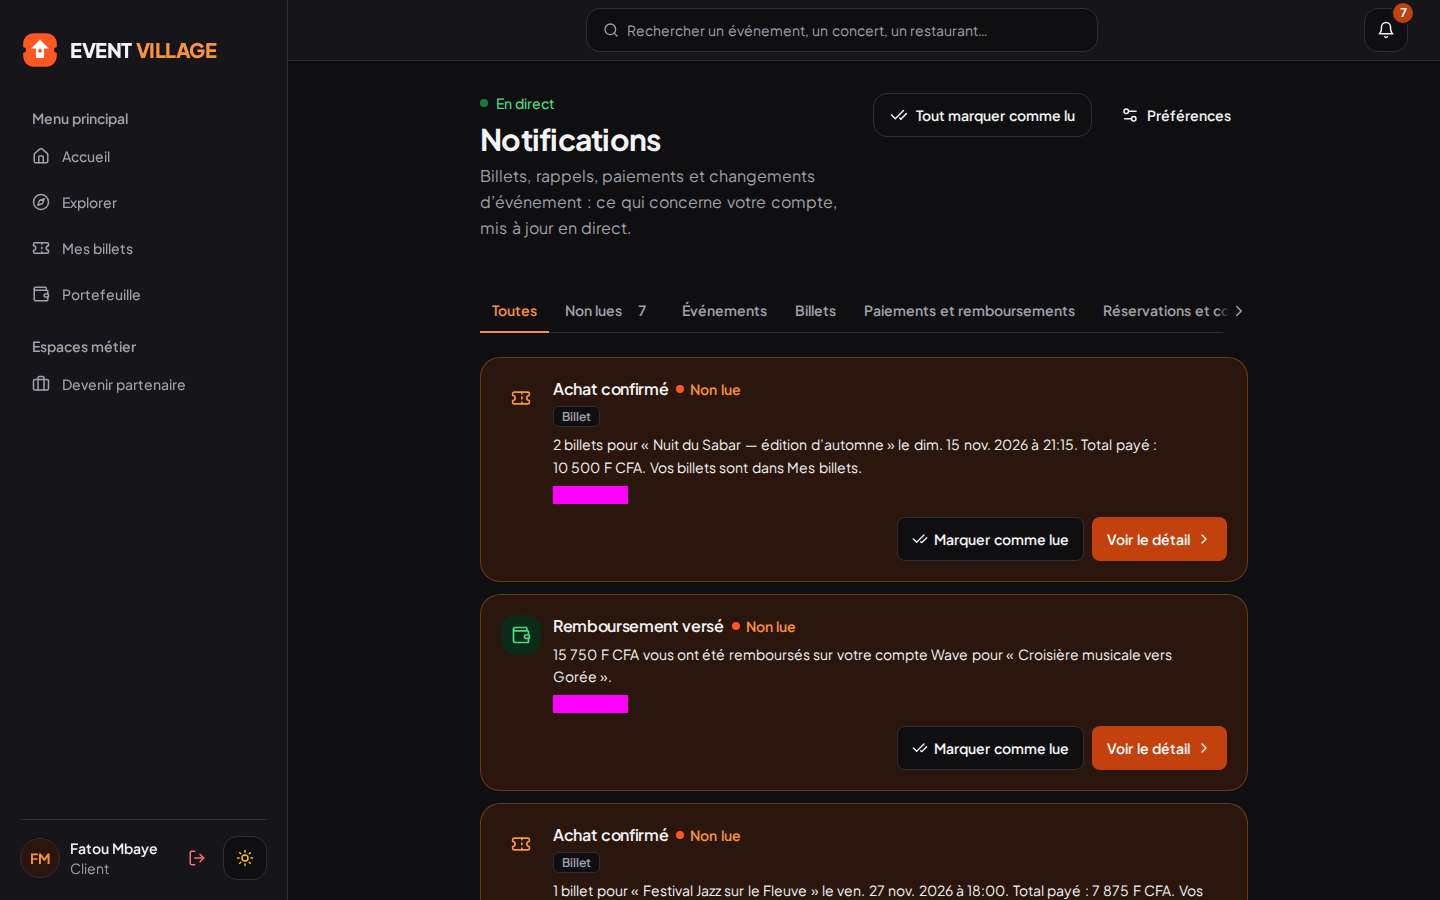 EVENT VILLAGE
Rechercher un événement, un concert, un restaurant…
7
Menu principal
Accueil
Explorer
Mes billets
Portefeuille
Espaces métier
Devenir partenaire
FM
Fatou Mbaye
Client
En direct
Notifications
Billets, rappels, paiements et changements
d’événement : ce qui concerne votre compte,
mis à jour en direct.
Tout marquer comme lu
Préférences
Toutes
Non lues 7
Événements
Billets
Paiements et remboursements
Réservations et
Achat confirmé
Non lue
Billet
2 billets pour « Nuit du Sabar — édition d’automne » le dim. 15 nov. 2026 à 21:15. Total payé :
10 500 F CFA. Vos billets sont dans Mes billets.
Marquer comme lue
Voir le détail
Remboursement versé
Non lue
15 750 F CFA vous ont été remboursés sur votre compte Wave pour « Croisière musicale vers
Gorée ».
Marquer comme lue
Voir le détail
Achat confirmé
Non lue
Billet
1 billet pour « Festival Jazz sur le Fleuve » le ven. 27 nov. 2026 à 18:00. Total payé : 7 875 F CFA. Vos